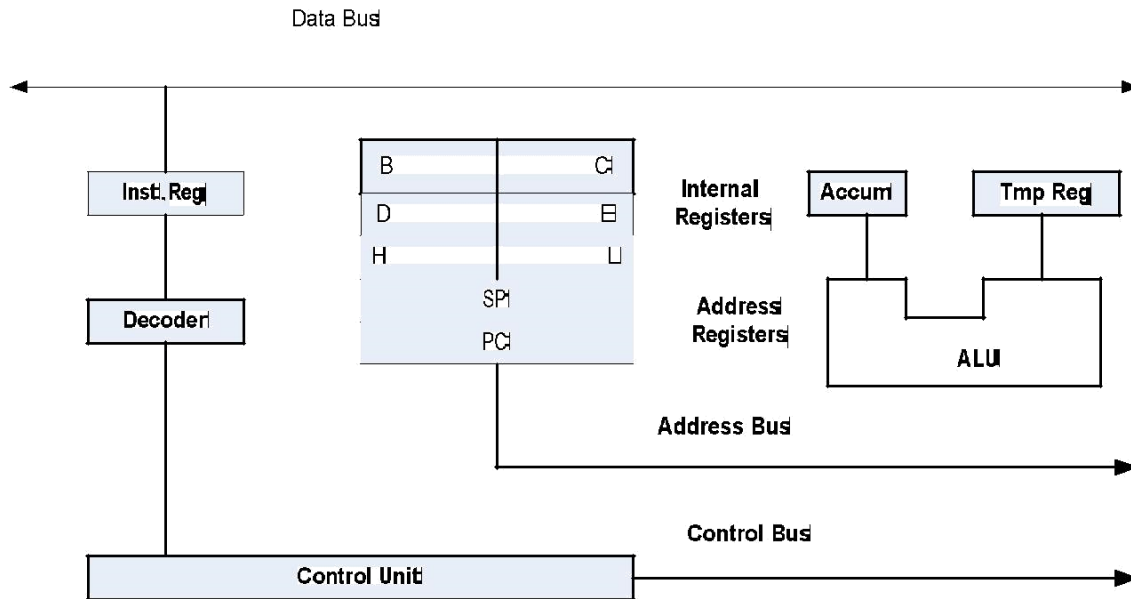 Data Bus
Inst. Reg
B C
D E
H L
SP
PC
Internal
Registers
Accum
Tmp Reg
Decoder
Address
Registers
ALU
Address Bus
Control Bus
Control Unit